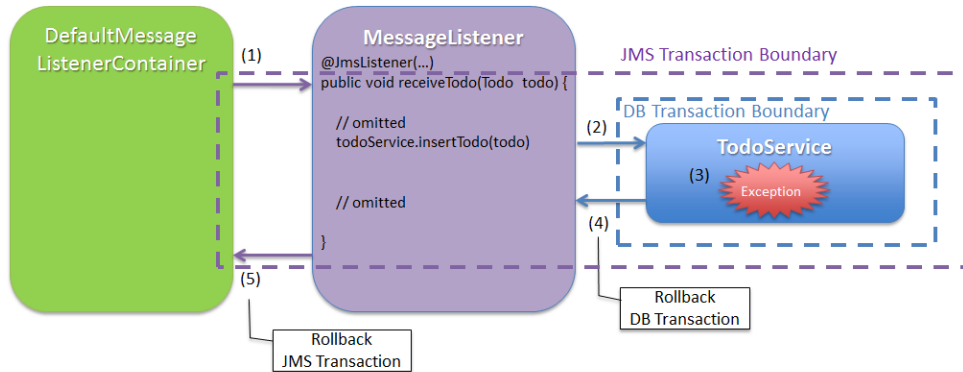 DefaultMessage
ListenerContainer
(1)
MessageListener
@JmsListener(...)
public void receiveTodo(Todo todo) {
// omitted
todoService.insertTodo(todo)
// omitted
}
JMS Transaction Boundary
DB Transaction Boundary
(2)
TodoService
(3)
Exception
(4)
(5)
Rollback
DB Transaction
Rollback
JMS Transaction